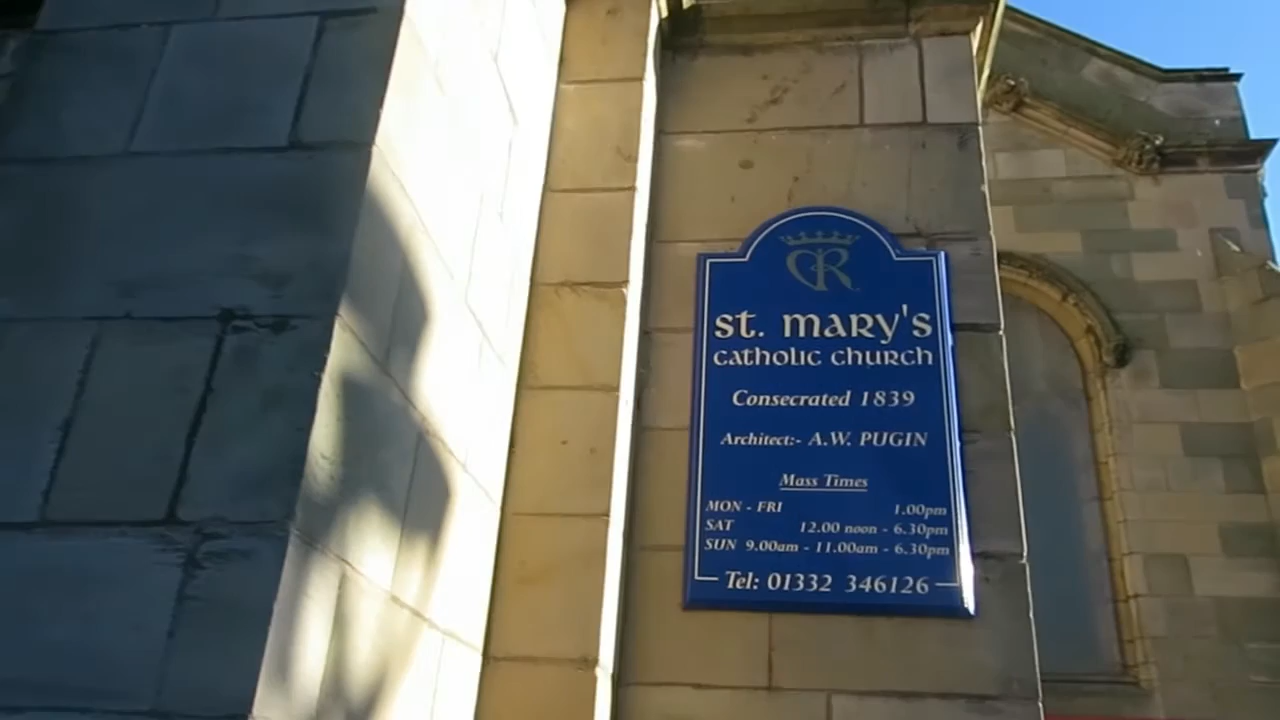 CR
st. mary's
catholic church
Consecrated 1839
Architect:- A.W. PUGIN
Mass Times
MON - FRI 1.00pm
SAT 12.00 noon - 6.30pm
SUN 9.00am - 11.00am - 6.30pm
Tel: 01332 346126